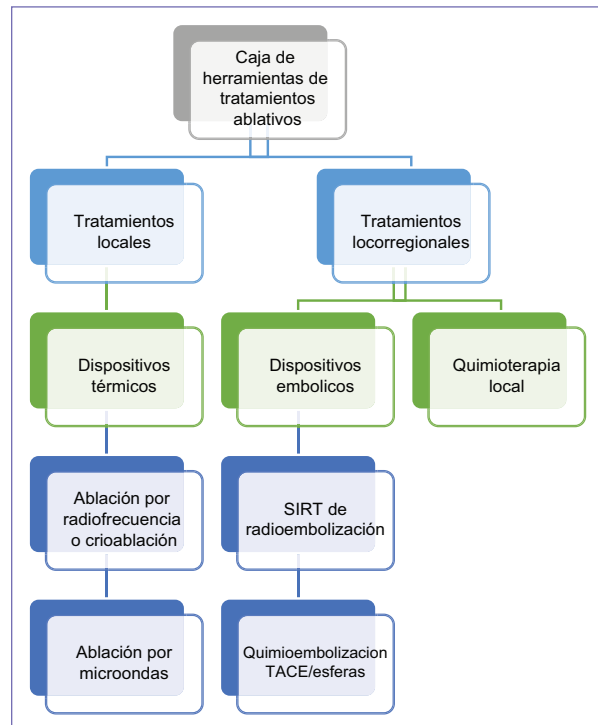 Caja de
herramientas de
tratamientos
ablativos
Tratamientos
locales
Tratamientos
locorregionales
Dispositivos
térmicos
Dispositivos
embolicos
Quimioterapia
local
Ablación por
radiofrecuencia
o crioablación
SIRT de
radioembolización
Ablación por
microondas
Quimioembolizacion
TACE/esferas